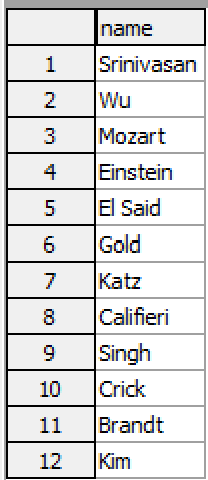 name
1 Srinivasan
2 Wu
3 Mozart
4 Einstein
5 El Said
6 Gold
7 Katz
8 Califieri
9 Singh
10 Crick
11 Brandt
12 Kim